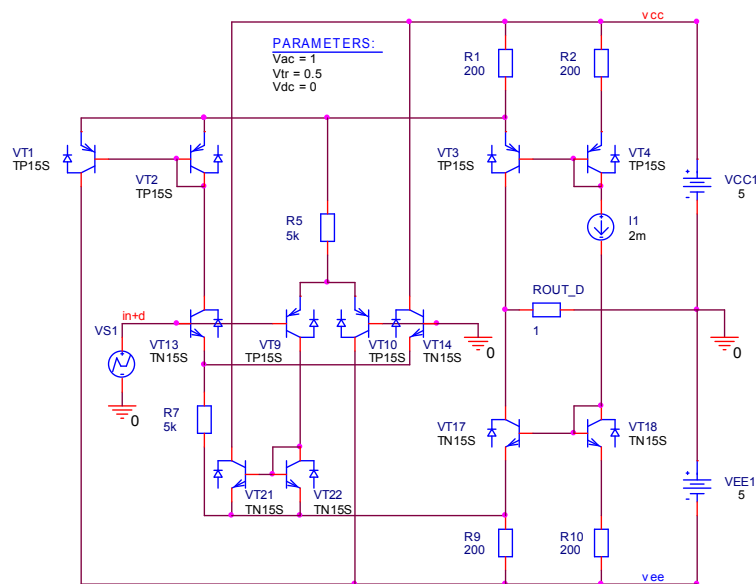 vcc
PARAMETERS:
Vac = 1
Vtr = 0.5
Vdc = 0
R1
200
R2
200
VT1
TP15S
VT2
TP15S
VT3
TP15S
VT4
TP15S
VCC1
5
R5
5k
I1
2m
ROUT_D
1
in+d
VS1
0
VT13
TN15S
VT9
TP15S
VT10
TP15S
VT14
TN15S
0
0
R7
5k
VT17
TN15S
VT18
TN15S
VT21
TN15S
VT22
TN15S
VEE1
5
R9
200
R10
200
vee